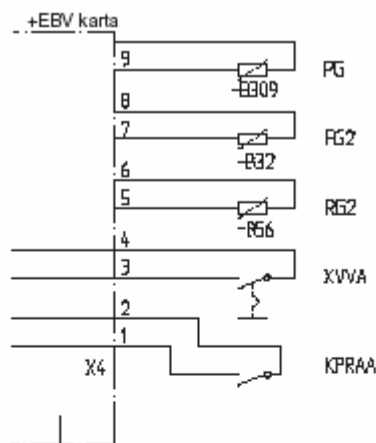 +EBV karta
9
PG
-B309
8
7
FG2
-B32
6
5
RG2
-B56
4
3
XVVA
2
1
X4
KPRAA